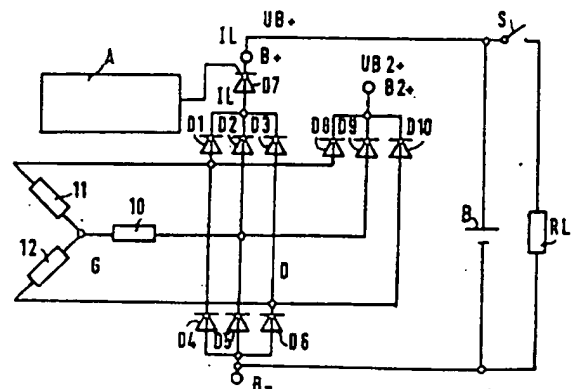 UB+
S
IL
B+
A
UB2+
B2+
D7
IL
D1
D2
D3
D8
D9
D10
11
10
B
RL
12
G
D
D4
D5
D6
B-